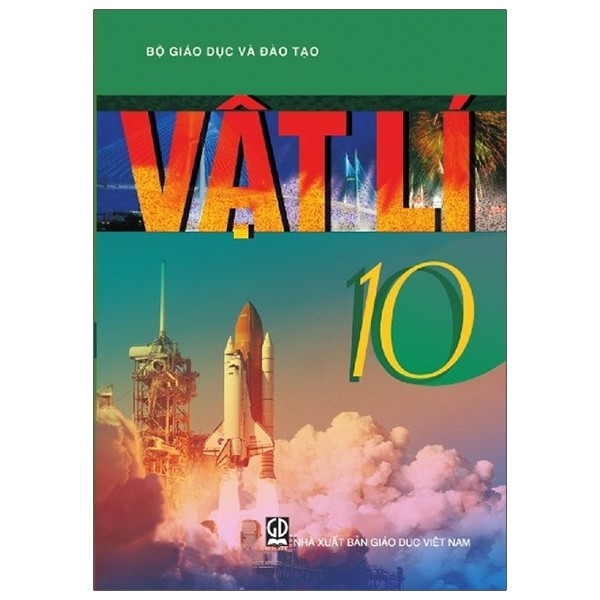 BỘ GIÁO DỤC VÀ ĐÀO TẠO
VẬT LÍ
10
GD
NHÀ XUẤT BẢN GIÁO DỤC VIỆT NAM